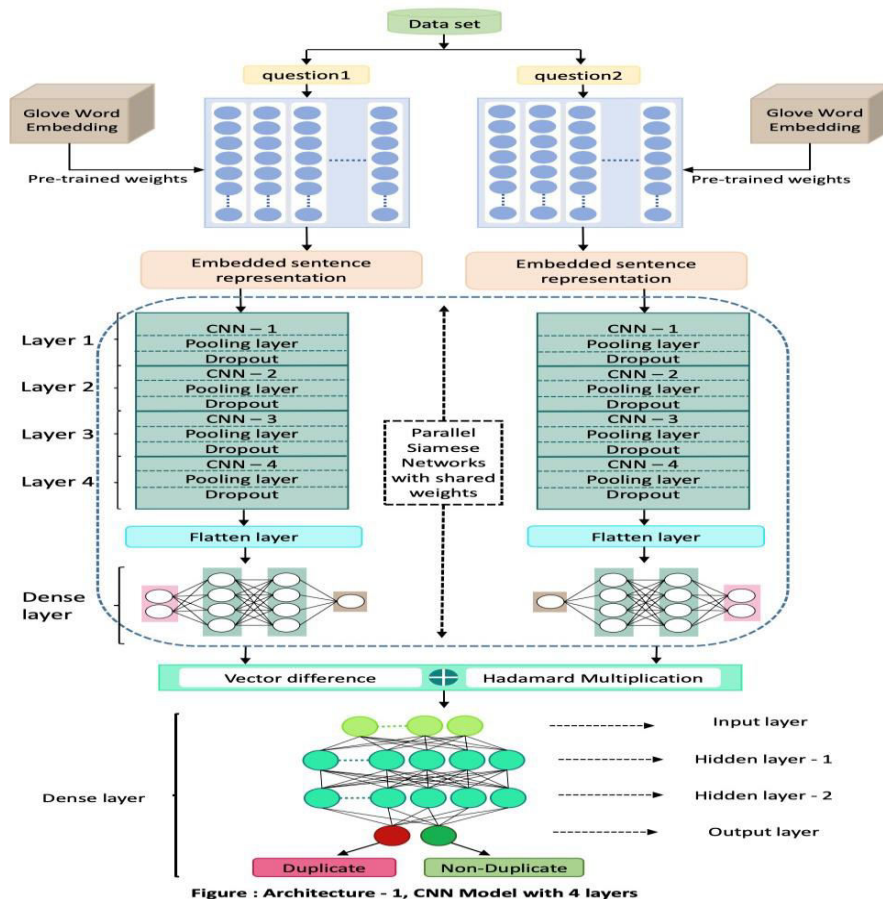 Data set
question1
question2
Glove Word
Embedding
Glove Word
Embedding
Pre-trained weights
Pre-trained weights
Embedded sentence
representation
Embedded sentence
representation
Layer 1
CNN – 1
Pooling layer
Dropout
Layer 2
CNN – 2
Pooling layer
Dropout
Layer 3
CNN – 3
Pooling layer
Dropout
Layer 4
CNN – 4
Pooling layer
Dropout
Parallel
Siamese
Networks
with shared
weights
CNN – 1
Pooling layer
Dropout
CNN – 2
Pooling layer
Dropout
CNN – 3
Pooling layer
Dropout
CNN – 4
Pooling layer
Dropout
Flatten layer
Flatten layer
Dense
layer
Vector difference
Hadamard Multiplication
Dense layer
Input layer
Hidden layer - 1
Hidden layer - 2
Output layer
Duplicate
Non-Duplicate
Figure : Architecture - 1, CNN Model with 4 layers